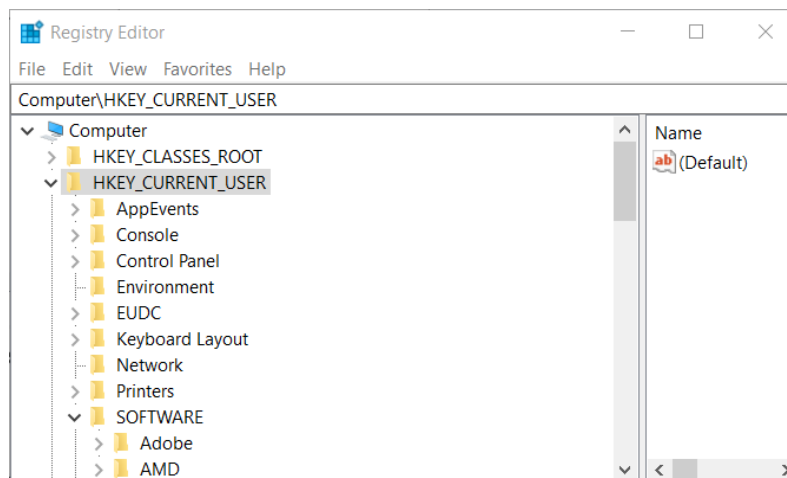 Registry Editor
File Edit View Favorites Help
Computer\HKEY_CURRENT_USER
Computer
HKEY_CLASSES_ROOT
HKEY_CURRENT_USER
AppEvents
Console
Control Panel
Environment
EUDC
Keyboard Layout
Network
Printers
SOFTWARE
Adobe
AMD
Name
ab (Default)